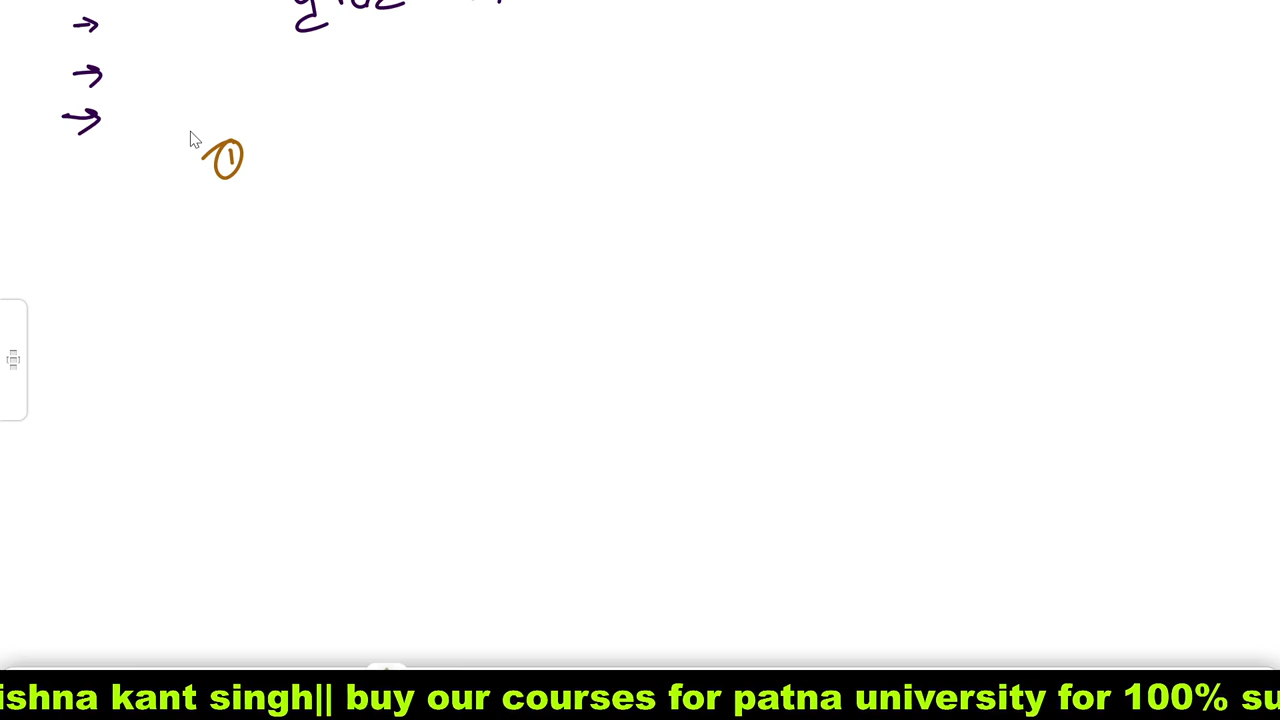 →
→
→
①
ishna kant singh|| buy our courses for patna university for 100% su